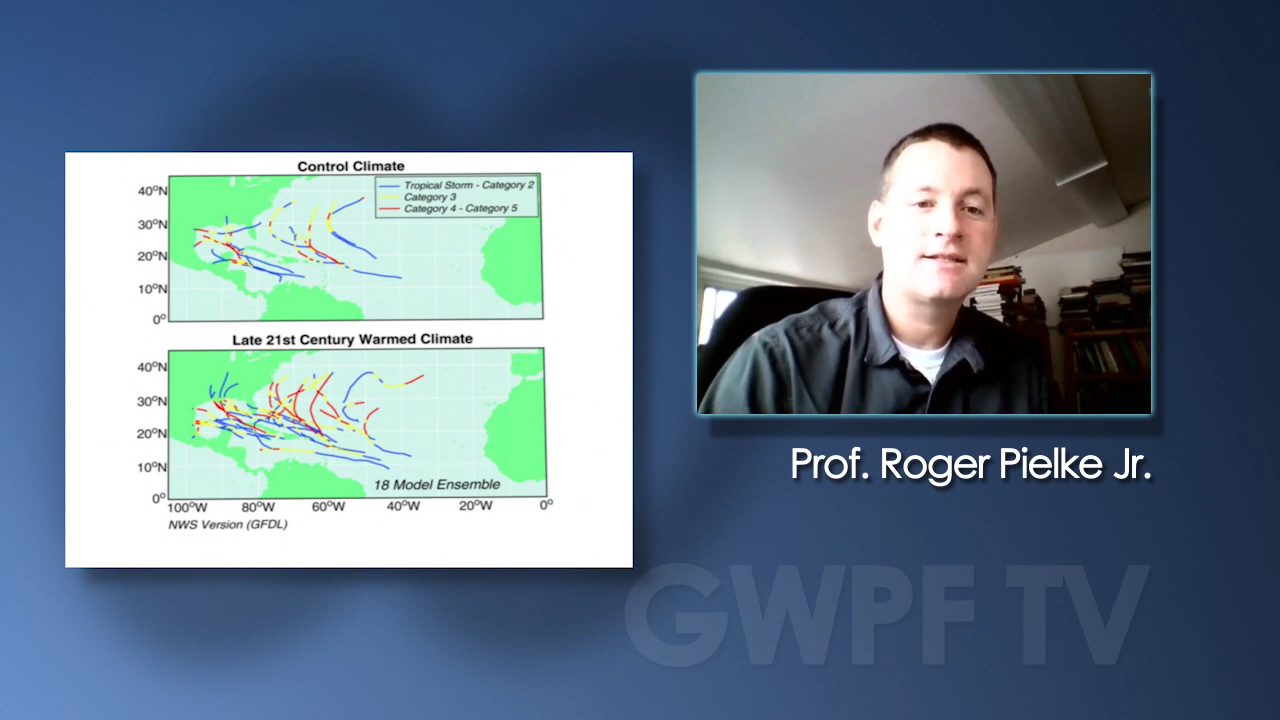 Control Climate
40°N
30°N
20°N
10°N
0°
Tropical Storm - Category 2
Category 3
Category 4 - Category 5
Late 21st Century Warmed Climate
40°N
30°N
20°N
10°N
0°
18 Model Ensemble
100°W 80°W 60°W 40°W 20°W 0°
NWS Version (GFDL)
Prof. Roger Pielke Jr.
GWPF TV